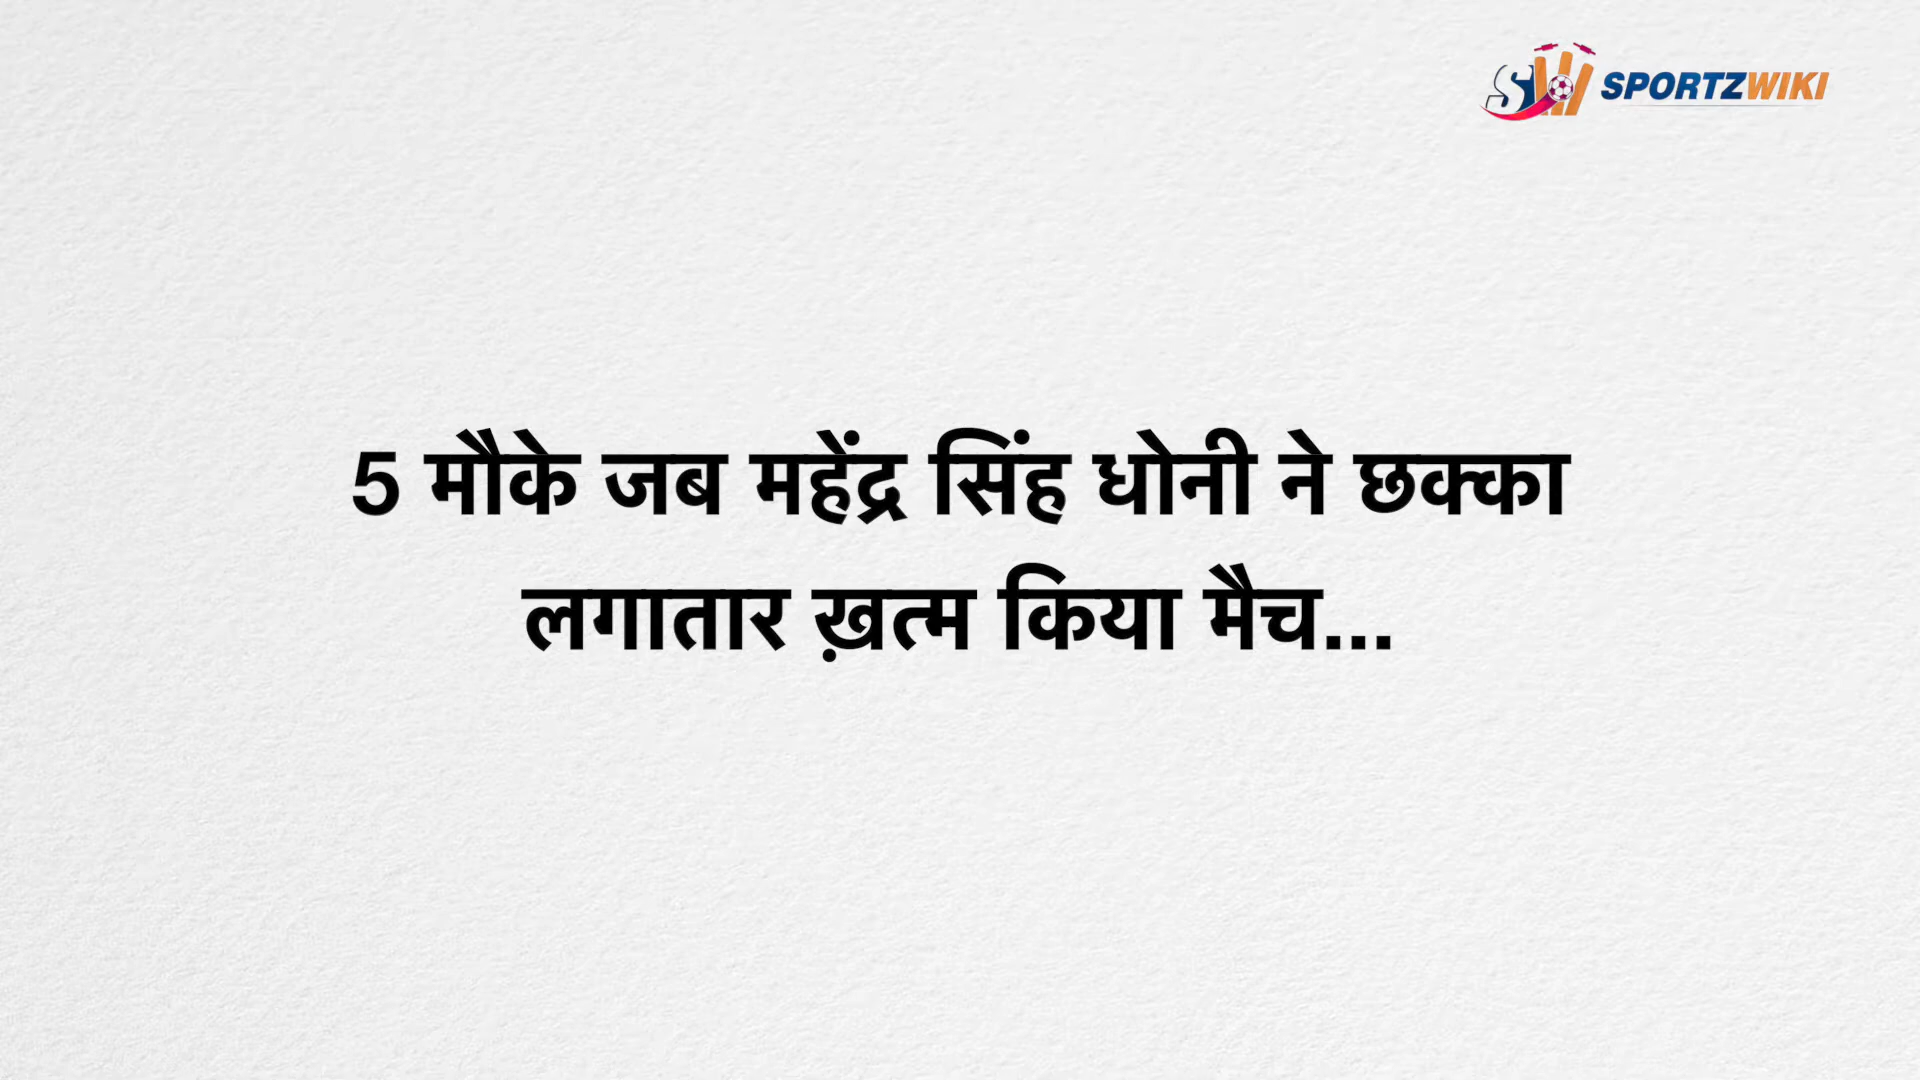 SPORTZWIKI
5 मौके जब महेंद्र सिंह धोनी ने छक्का
लगातार ख़त्म किया मैच...